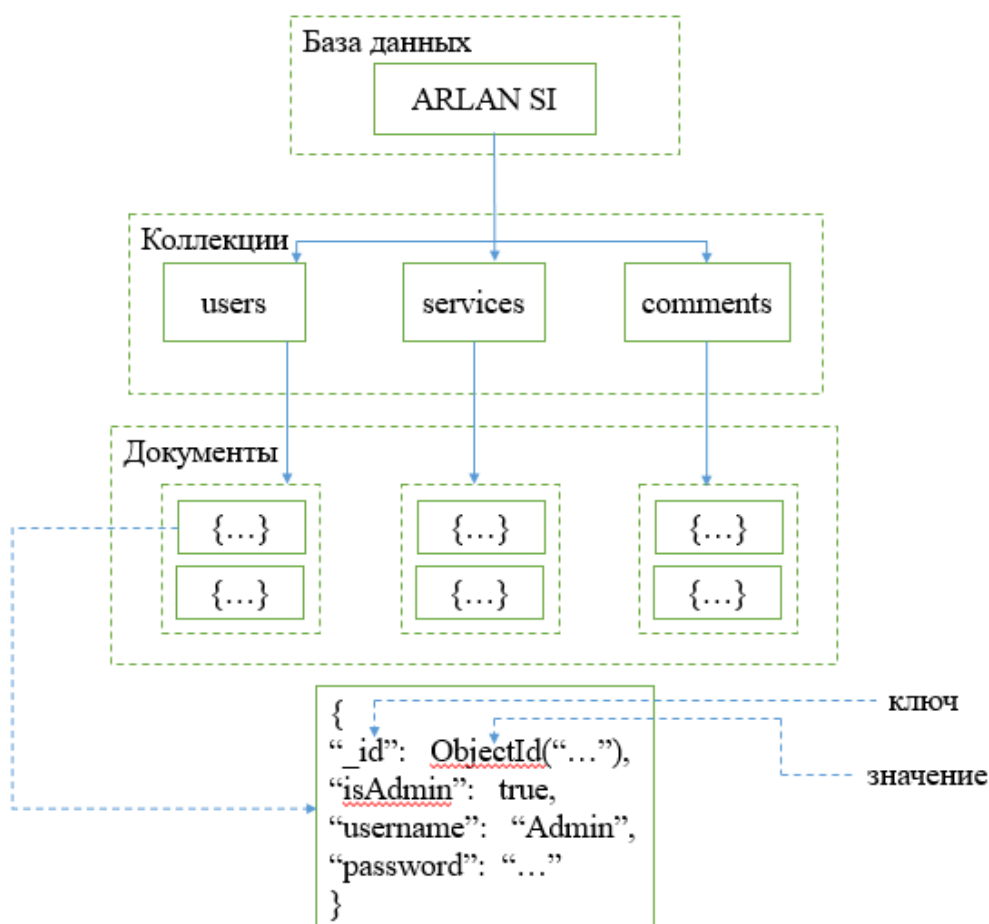 База данных
ARLAN SI
Коллекции
users
services
comments
Документы
{…}
{…}
{…}
{…}
{…}
{…}
{
“_id”: ObjectId(“…”),
“isAdmin”: true,
“username”: “Admin”,
“password”: “…”
}
ключ
значение